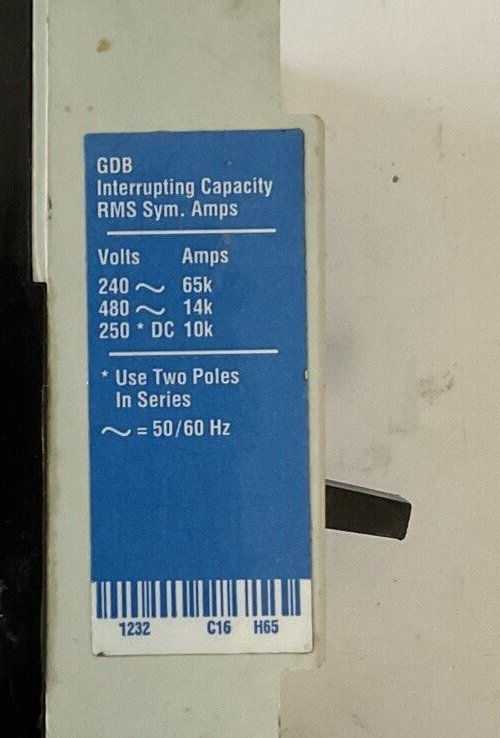 GDB
Interrupting Capacity
RMS Sym. Amps
Volts Amps
240 ~ 65k
480 ~ 14k
250 * DC 10k
* Use Two Poles
In Series
~ = 50/60 Hz
1232 C16 H65